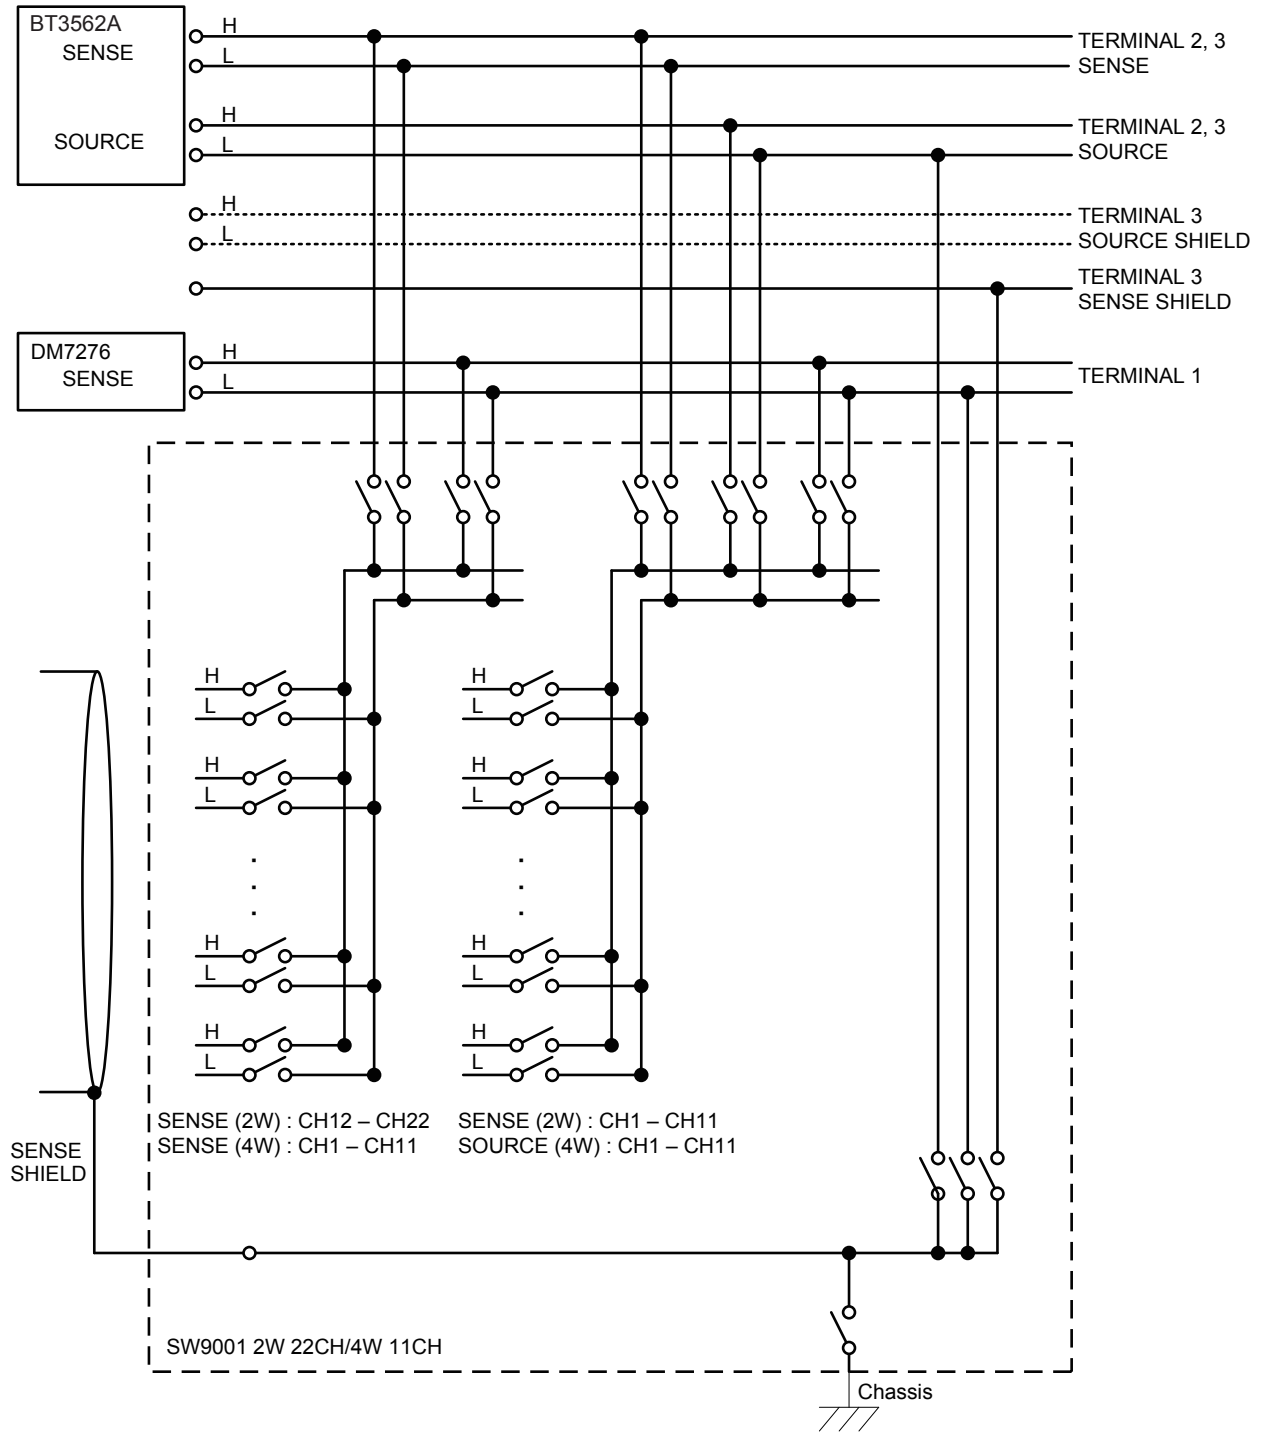 BT3562A
SENSE
H
L
TERMINAL 2, 3
SENSE
SOURCE
H
L
TERMINAL 2, 3
SOURCE
H
L
TERMINAL 3
SOURCE SHIELD
TERMINAL 3
SENSE SHIELD
DM7276
SENSE
H
L
TERMINAL 1
H
L
H
L
H
L
H
L
H
L
H
L
H
L
H
L
SENSE (2W) : CH12 – CH22
SENSE (4W) : CH1 – CH11
SENSE (2W) : CH1 – CH11
SOURCE (4W) : CH1 – CH11
SENSE
SHIELD
SW9001 2W 22CH/4W 11CH
Chassis